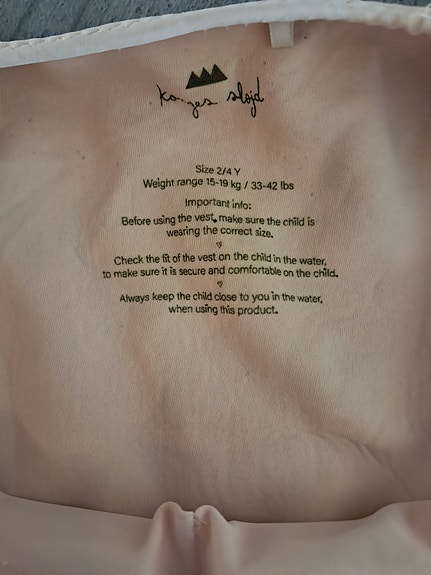 konges sløjd
Size 2/4 Y
Weight range 15-19 kg / 33-42 lbs
Important info:
Before using the vest, make sure the child is
wearing the correct size.
Check the fit of the vest on the child in the water,
to make sure it is secure and comfortable on the child.
Always keep the child close to you in the water,
when using this product.